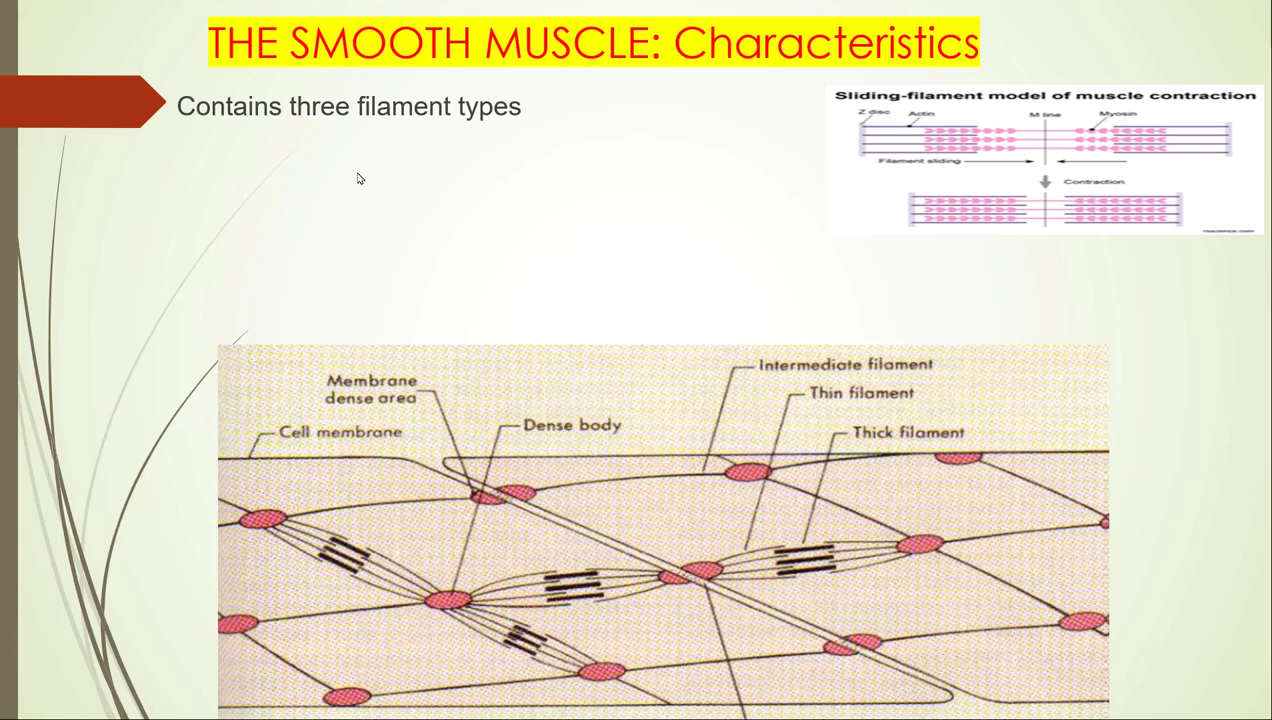 THE SMOOTH MUSCLE: Characteristics
Contains three filament types
Sliding-filament model of muscle contraction
Z disc
Actin
M line
Myosin
Filament sliding
Contraction
Intermediate filament
Membrane
dense area
Thin filament
Dense body
Cell membrane
Thick filament